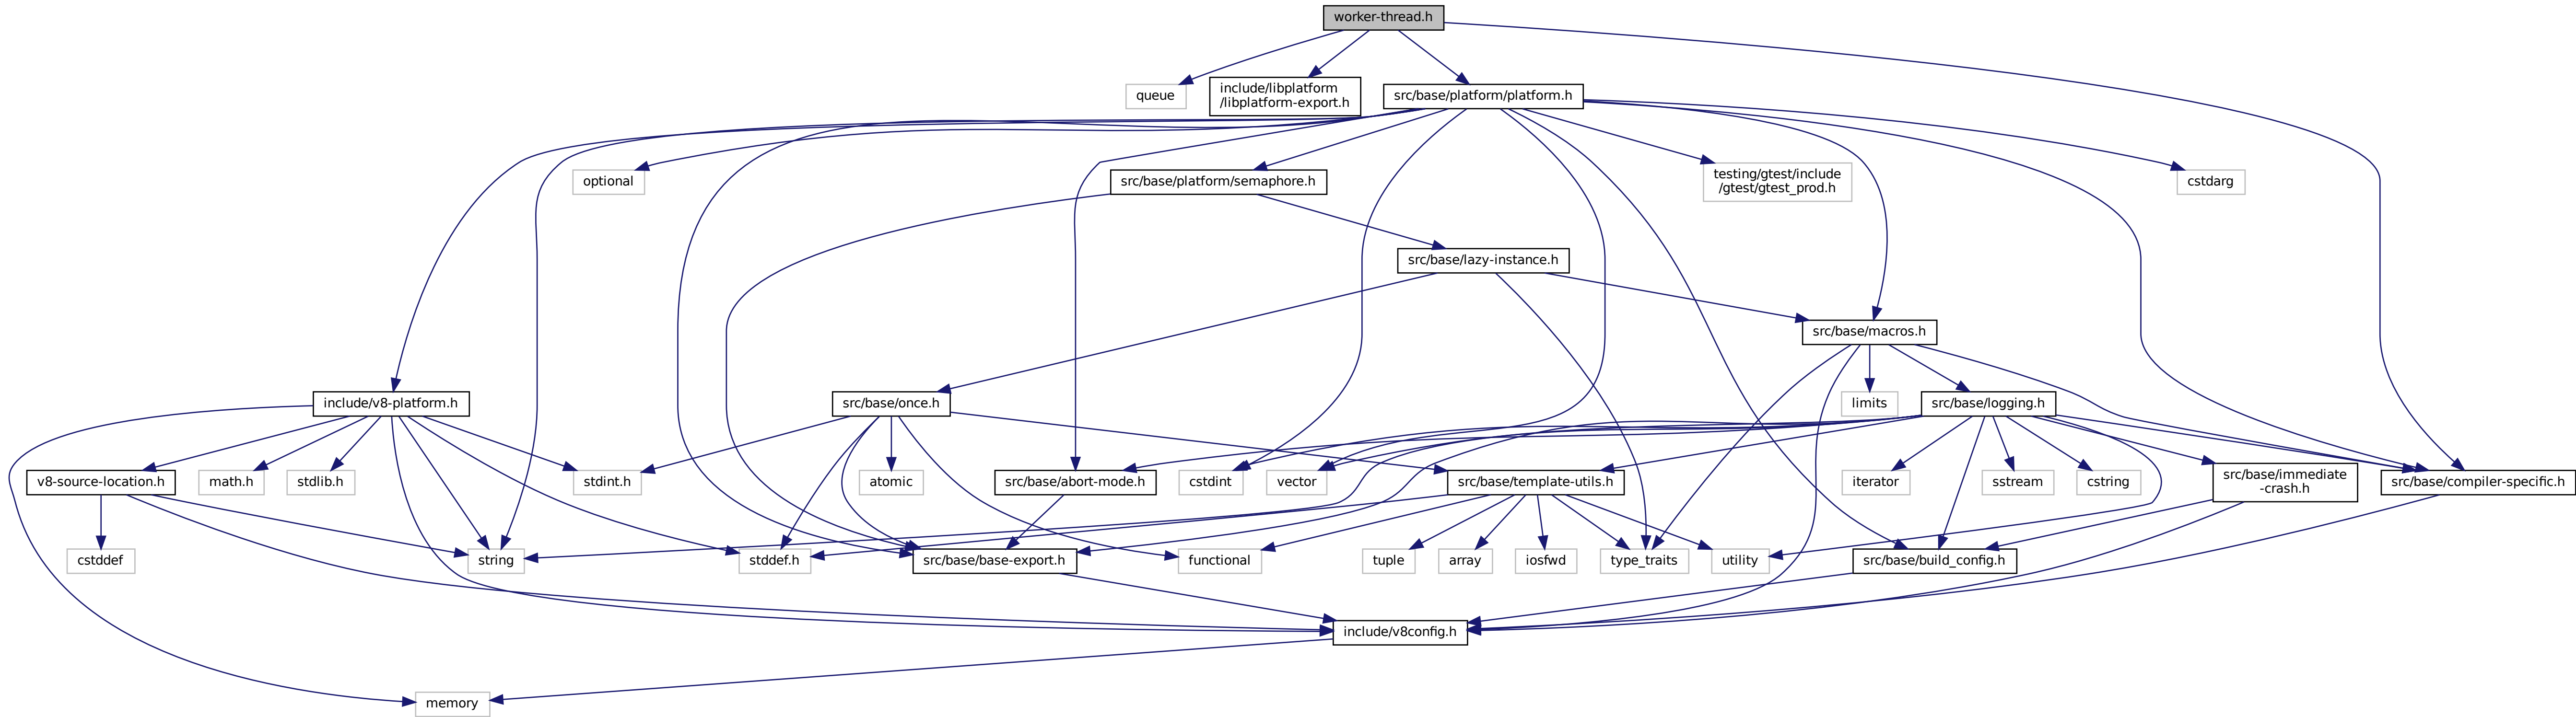 worker-thread.h
queue
include/libplatform
/libplatform-export.h
src/base/platform/platform.h
optional
src/base/platform/semaphore.h
testing/gtest/include
/gtest/gtest_prod.h
cstdarg
src/base/lazy-instance.h
src/base/macros.h
include/v8-platform.h
src/base/once.h
limits
src/base/logging.h
v8-source-location.h
math.h
stdlib.h
stdint.h
atomic
src/base/abort-mode.h
cstdint
vector
src/base/template-utils.h
iterator
sstream
cstring
src/base/immediate
-crash.h
src/base/compiler-specific.h
cstddef
string
stddef.h
src/base/base-export.h
functional
tuple
array
iosfwd
type_traits
utility
src/base/build_config.h
include/v8config.h
memory